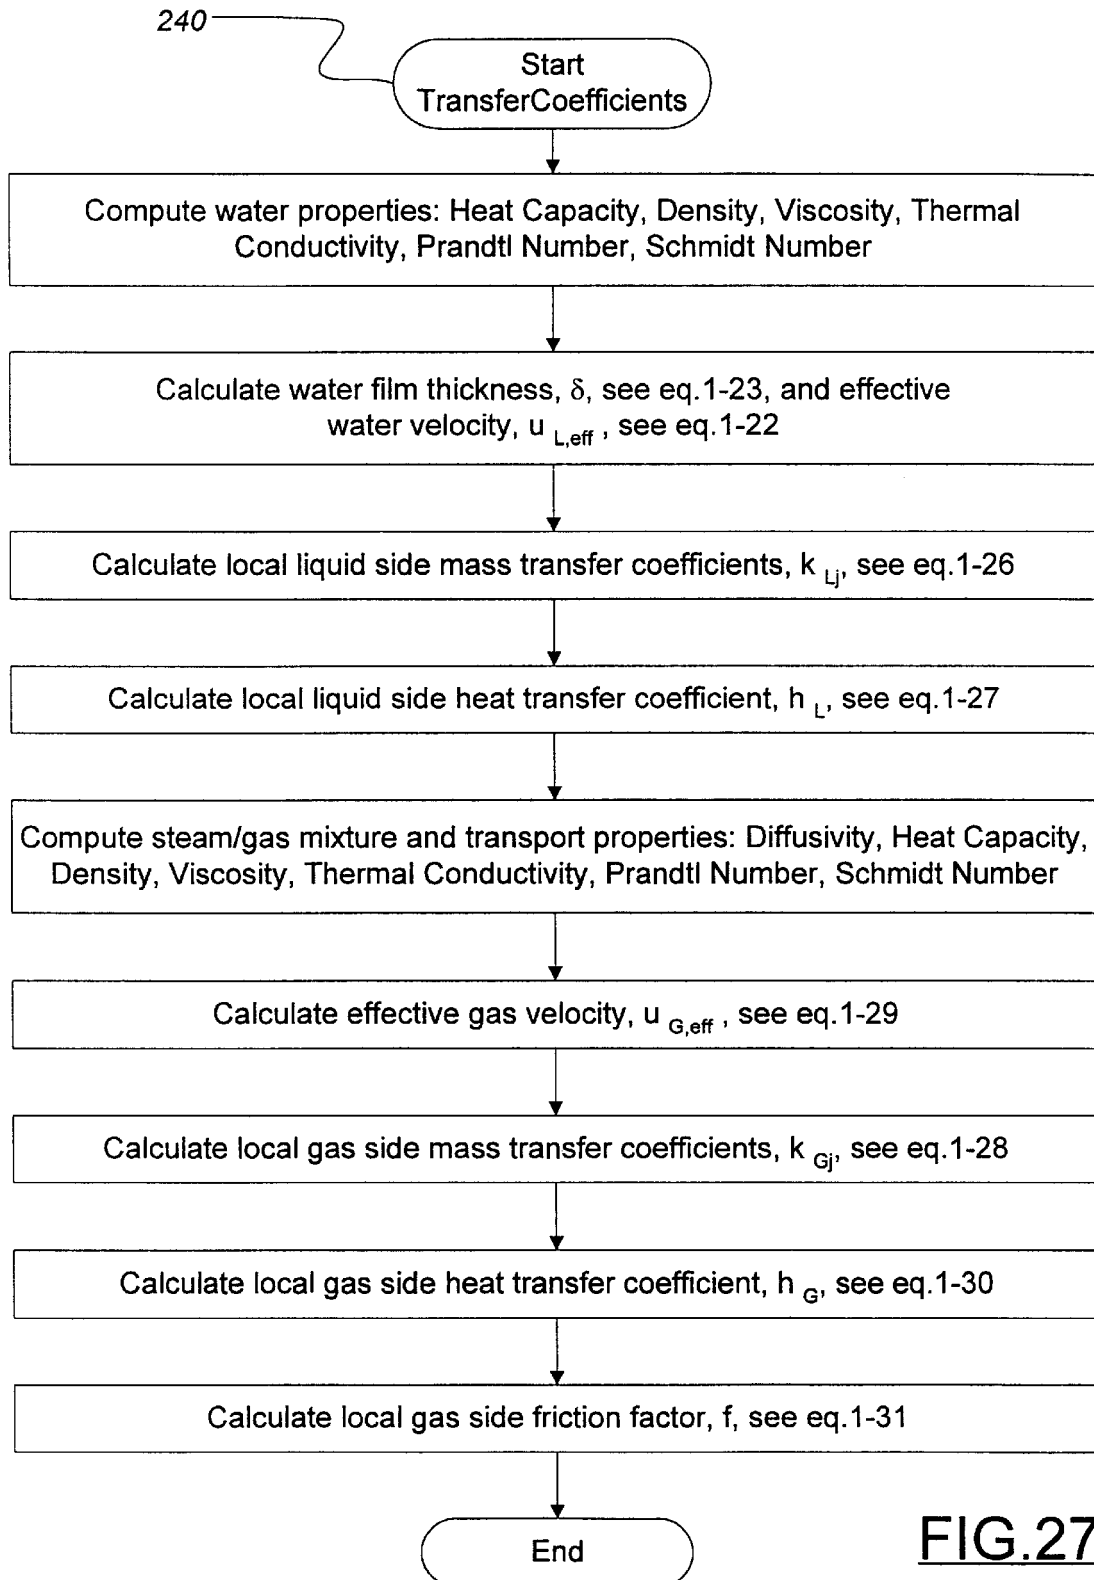 240
Start
TransferCoefficients
Compute water properties: Heat Capacity, Density, Viscosity, Thermal
Conductivity, Prandtl Number, Schmidt Number
Calculate water film thickness, δ, see eq.1-23, and effective
water velocity, u L,eff , see eq.1-22
Calculate local liquid side mass transfer coefficients, k Lj, see eq.1-26
Calculate local liquid side heat transfer coefficient, h L, see eq.1-27
Compute steam/gas mixture and transport properties: Diffusivity, Heat Capacity,
Density, Viscosity, Thermal Conductivity, Prandtl Number, Schmidt Number
Calculate effective gas velocity, u G,eff , see eq.1-29
Calculate local gas side mass transfer coefficients, k Gj, see eq.1-28
Calculate local gas side heat transfer coefficient, h G, see eq.1-30
Calculate local gas side friction factor, f, see eq.1-31
End
FIG.27